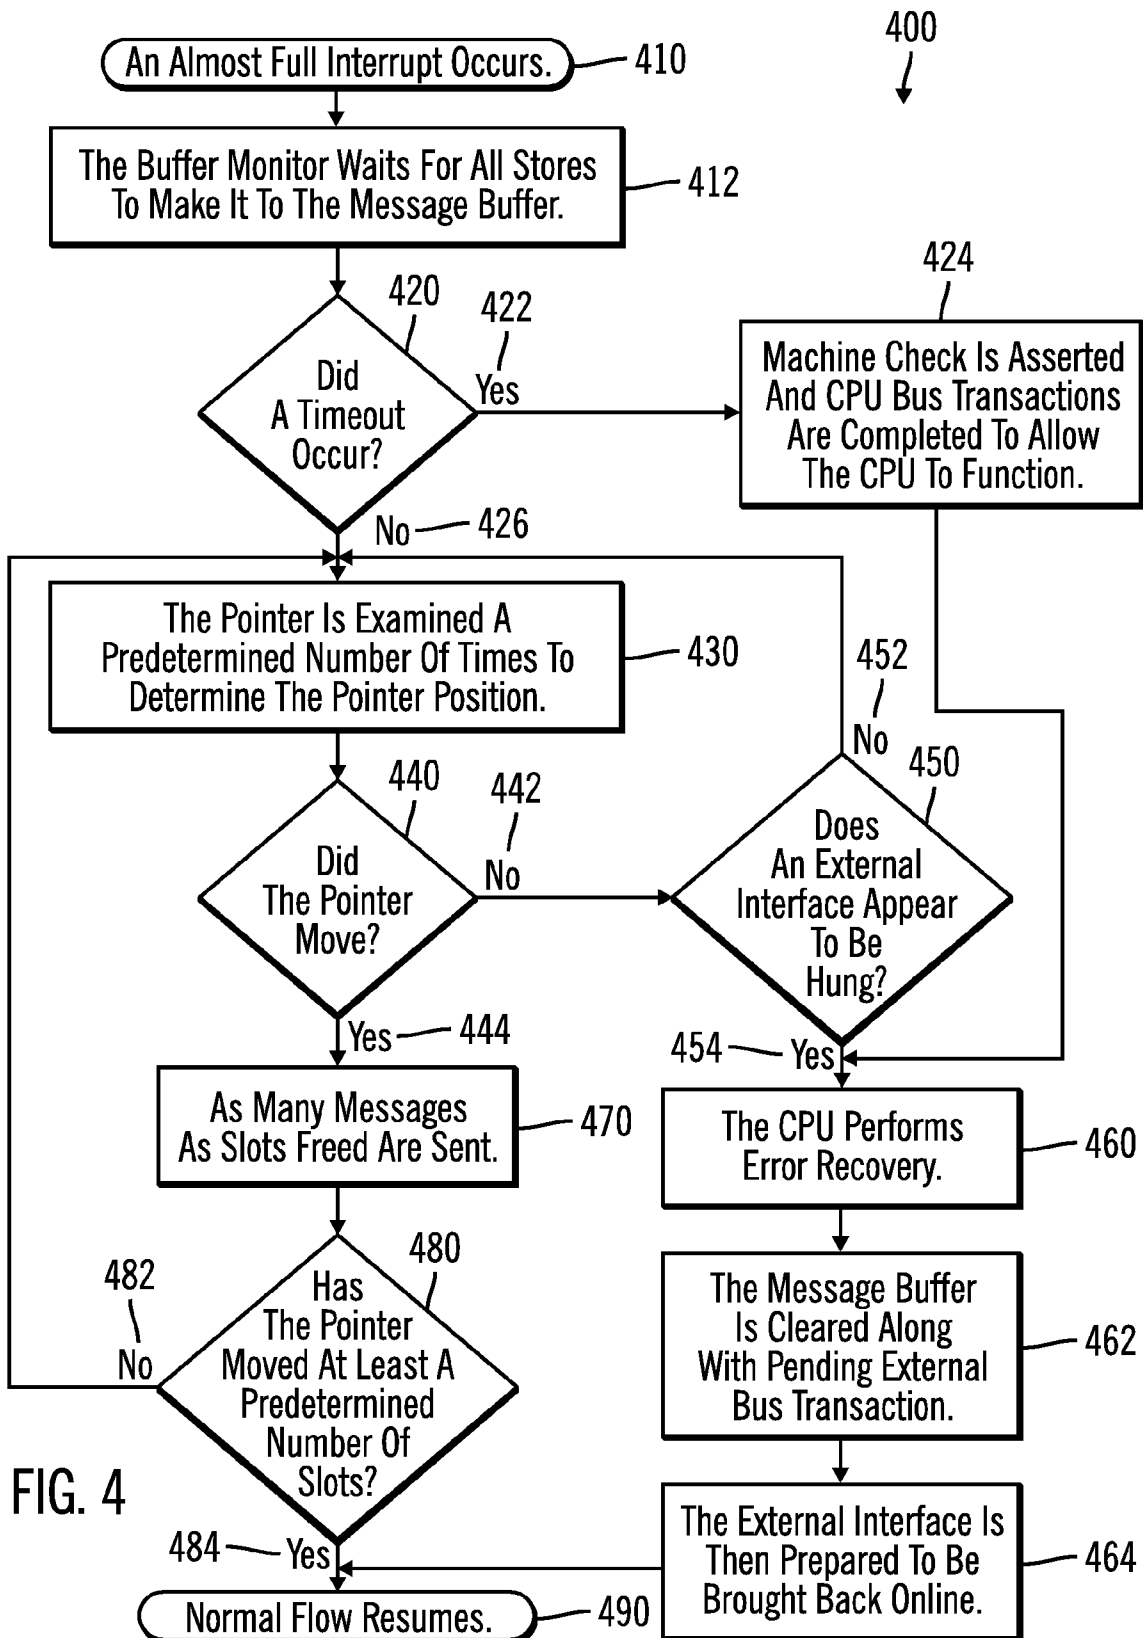 400
An Almost Full Interrupt Occurs.
410
The Buffer Monitor Waits For All Stores
To Make It To The Message Buffer.
412
420
422
Did
A Timeout
Occur?
Yes
424
Machine Check Is Asserted
And CPU Bus Transactions
Are Completed To Allow
The CPU To Function.
No
426
The Pointer Is Examined A
Predetermined Number Of Times To
Determine The Pointer Position.
430
452
No
440
442
Did
The Pointer
Move?
No
450
Does
An External
Interface Appear
To Be
Hung?
Yes
444
454
Yes
As Many Messages
As Slots Freed Are Sent.
470
The CPU Performs
Error Recovery.
460
480
482
Has
The Pointer
Moved At Least A
Predetermined
Number Of
Slots?
No
The Message Buffer
Is Cleared Along
With Pending External
Bus Transaction.
462
FIG. 4
484
Yes
The External Interface Is
Then Prepared To Be
Brought Back Online.
464
Normal Flow Resumes.
490